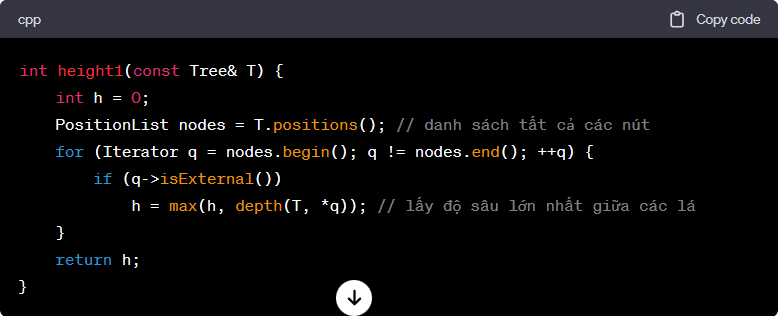 cpp
Copy code
int height1(const Tree& T) {
    int h = 0;
    PositionList nodes = T.positions(); // danh sách tất cả các nút
    for (Iterator q = nodes.begin(); q != nodes.end(); ++q) {
        if (q->isExternal())
            h = max(h, depth(T, *q)); // lấy độ sâu lớn nhất giữa các lá
    }
    return h;
}